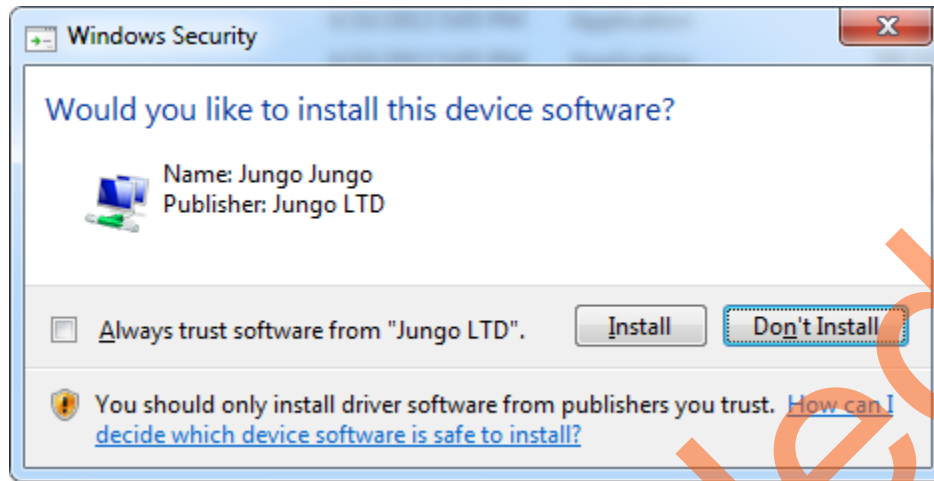 Windows Security
Would you like to install this device software?
Name: Jungo Jungo
Publisher: Jungo LTD
Always trust software from "Jungo LTD".
Install
Don't Install
You should only install driver software from publishers you trust. How can I
decide which device software is safe to install?